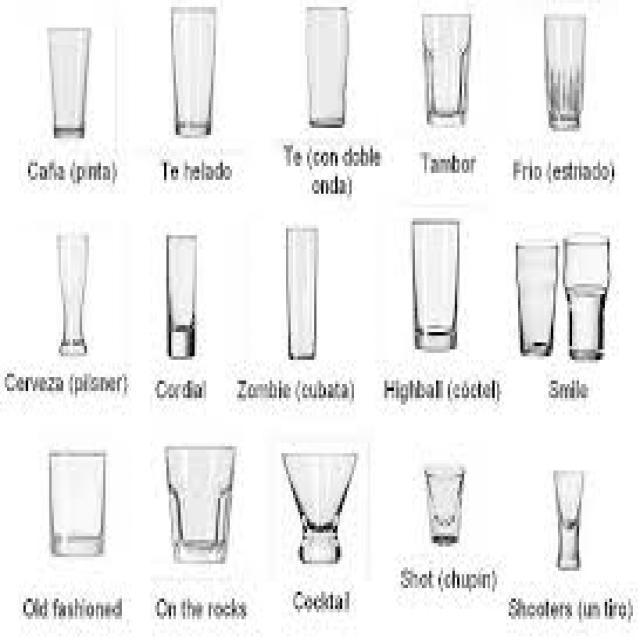 Caña (pinta)
Te helado
Te (con doble
onda)
Tambor
Frio (estriado)
Cerveza (pilsner)
Cordial
Zombie (cubata)
Highball (cóctel)
Smile
Old fashioned
On the rocks
Cocktail
Shot (chupin)
Shooters (un tiro)